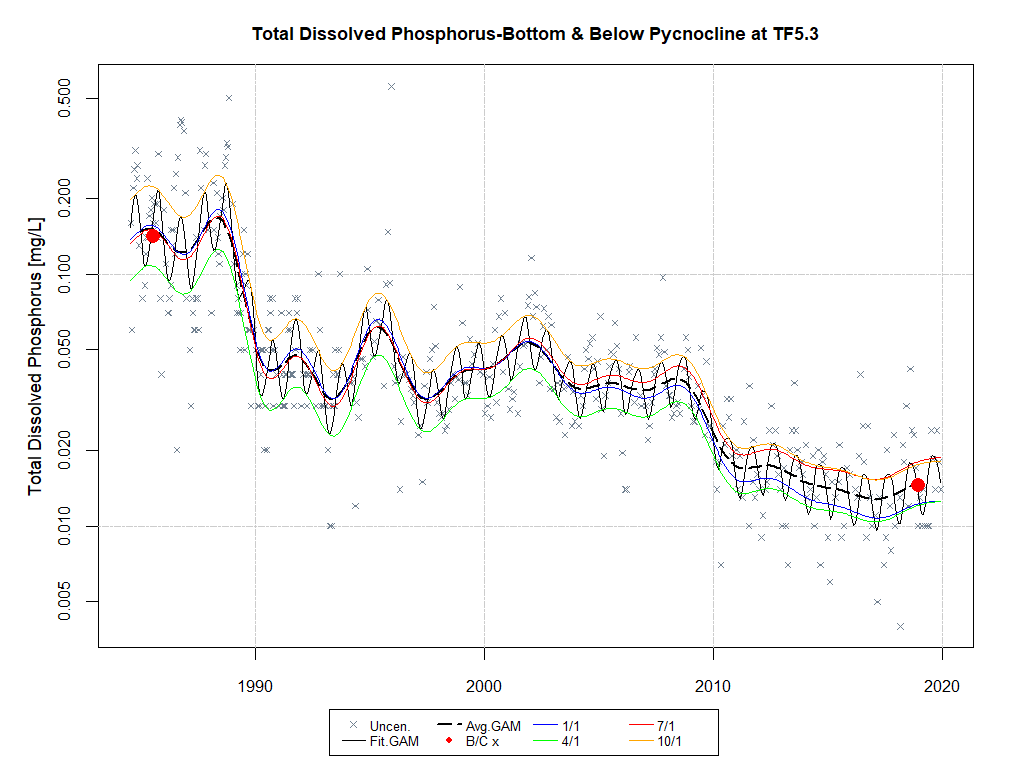 Total Dissolved Phosphorus-Bottom & Below Pycnocline at TF5.3
Total Dissolved Phosphorus [mg/L]
0.500
0.200
0.100
0.050
0.020
0.010
0.005
1990 2000 2010 2020
Uncen. Avg.GAM 1/1 7/1
Fit.GAM B/C x 4/1 10/1